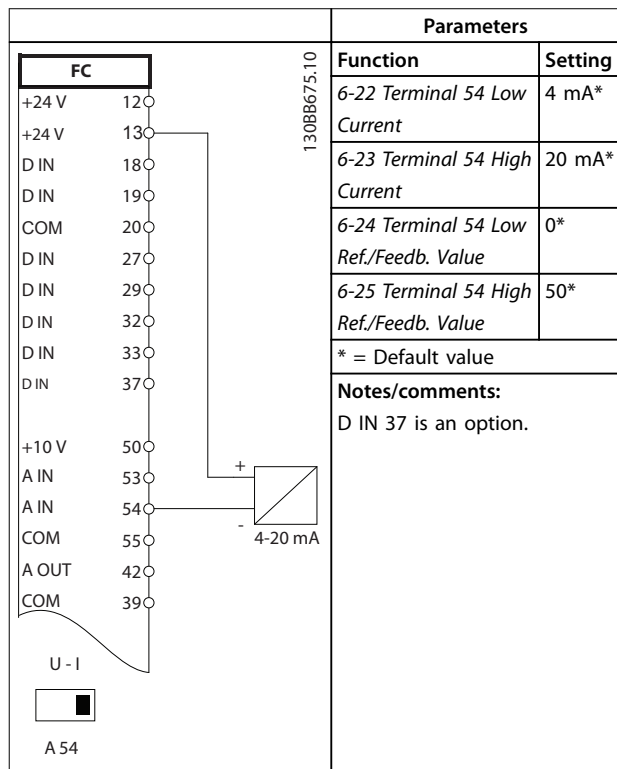 FC
130BB675.10
+24 V 12
+24 V 13
D IN 18
D IN 19
COM 20
D IN 27
D IN 29
D IN 32
D IN 33
D IN 37
+10 V 50
A IN 53
A IN 54
COM 55
A OUT 42
COM 39
+
-
4-20 mA
U - I
A 54
Parameters
Function Setting
6-22 Terminal 54 Low 4 mA*
Current
6-23 Terminal 54 High 20 mA*
Current
6-24 Terminal 54 Low 0*
Ref./Feedb. Value
6-25 Terminal 54 High 50*
Ref./Feedb. Value
* = Default value
Notes/comments:
D IN 37 is an option.